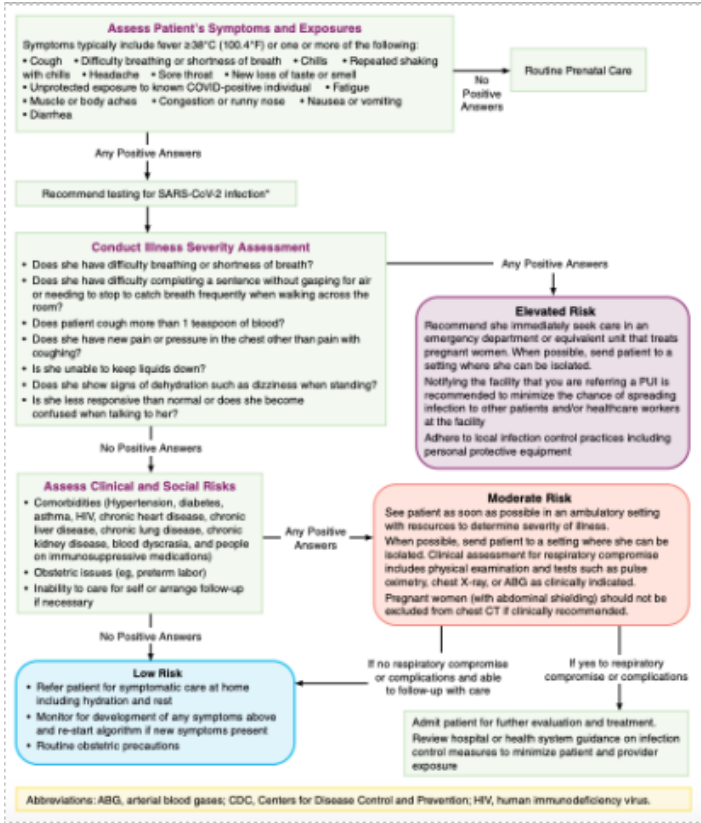 Assess Patient's Symptoms and Exposures
Symptoms typically include fever ≥38°C (100.4°F) or one or more of the following:
• Cough • Difficulty breathing or shortness of breath • Chills • Repeated shaking
with chills • Headache • Sore throat • New loss of taste or smell
• Unprotected exposure to known COVID-positive individual • Fatigue
• Muscle or body aches • Congestion or runny nose • Nausea or vomiting
• Diarrhea
No
Positive
Answers
Routine Prenatal Care
Any Positive Answers
Recommend testing for SARS-CoV-2 infection*
Conduct Illness Severity Assessment
• Does she have difficulty breathing or shortness of breath?
• Does she have difficulty completing a sentence without gasping for air
or needing to stop to catch breath frequently when walking across the
room?
• Does patient cough more than 1 teaspoon of blood?
• Does she have new pain or pressure in the chest other than pain with
coughing?
• Is she unable to keep liquids down?
• Does she show signs of dehydration such as dizziness when standing?
• Is she less responsive than normal or does she become
confused when talking to her?
Any Positive Answers
Elevated Risk
Recommend she immediately seek care in an
emergency department or equivalent unit that treats
pregnant women. When possible, send patient to a
setting where she can be isolated.
Notifying the facility that you are referring a PUI is
recommended to minimize the chance of spreading
infection to other patients and/or healthcare workers
at the facility
Adhere to local infection control practices including
personal protective equipment
No Positive Answers
Assess Clinical and Social Risks
• Comorbidities (Hypertension, diabetes,
asthma, HIV, chronic heart disease, chronic
liver disease, chronic lung disease, chronic
kidney disease, blood dyscrasia, and people
on immunosuppressive medications)
• Obstetric issues (eg, preterm labor)
• Inability to care for self or arrange follow-up
if necessary
Any Positive
Answers
Moderate Risk
See patient as soon as possible in an ambulatory setting
with resources to determine severity of illness.
When possible, send patient to a setting where she can be
isolated. Clinical assessment for respiratory compromise
includes physical examination and tests such as pulse
oximetry, chest X-ray, or ABG as clinically indicated.
Pregnant women (with abdominal shielding) should not be
excluded from chest CT if clinically recommended.
No Positive Answers
Low Risk
• Refer patient for symptomatic care at home
including hydration and rest
• Monitor for development of any symptoms above
and re-start algorithm if new symptoms present
• Routine obstetric precautions
If no respiratory compromise
or complications and able
to follow-up with care
If yes to respiratory
compromise or complications
Admit patient for further evaluation and treatment.
Review hospital or health system guidance on infection
control measures to minimize patient and provider
exposure
Abbreviations: ABG, arterial blood gases; CDC, Centers for Disease Control and Prevention; HIV, human immunodeficiency virus.